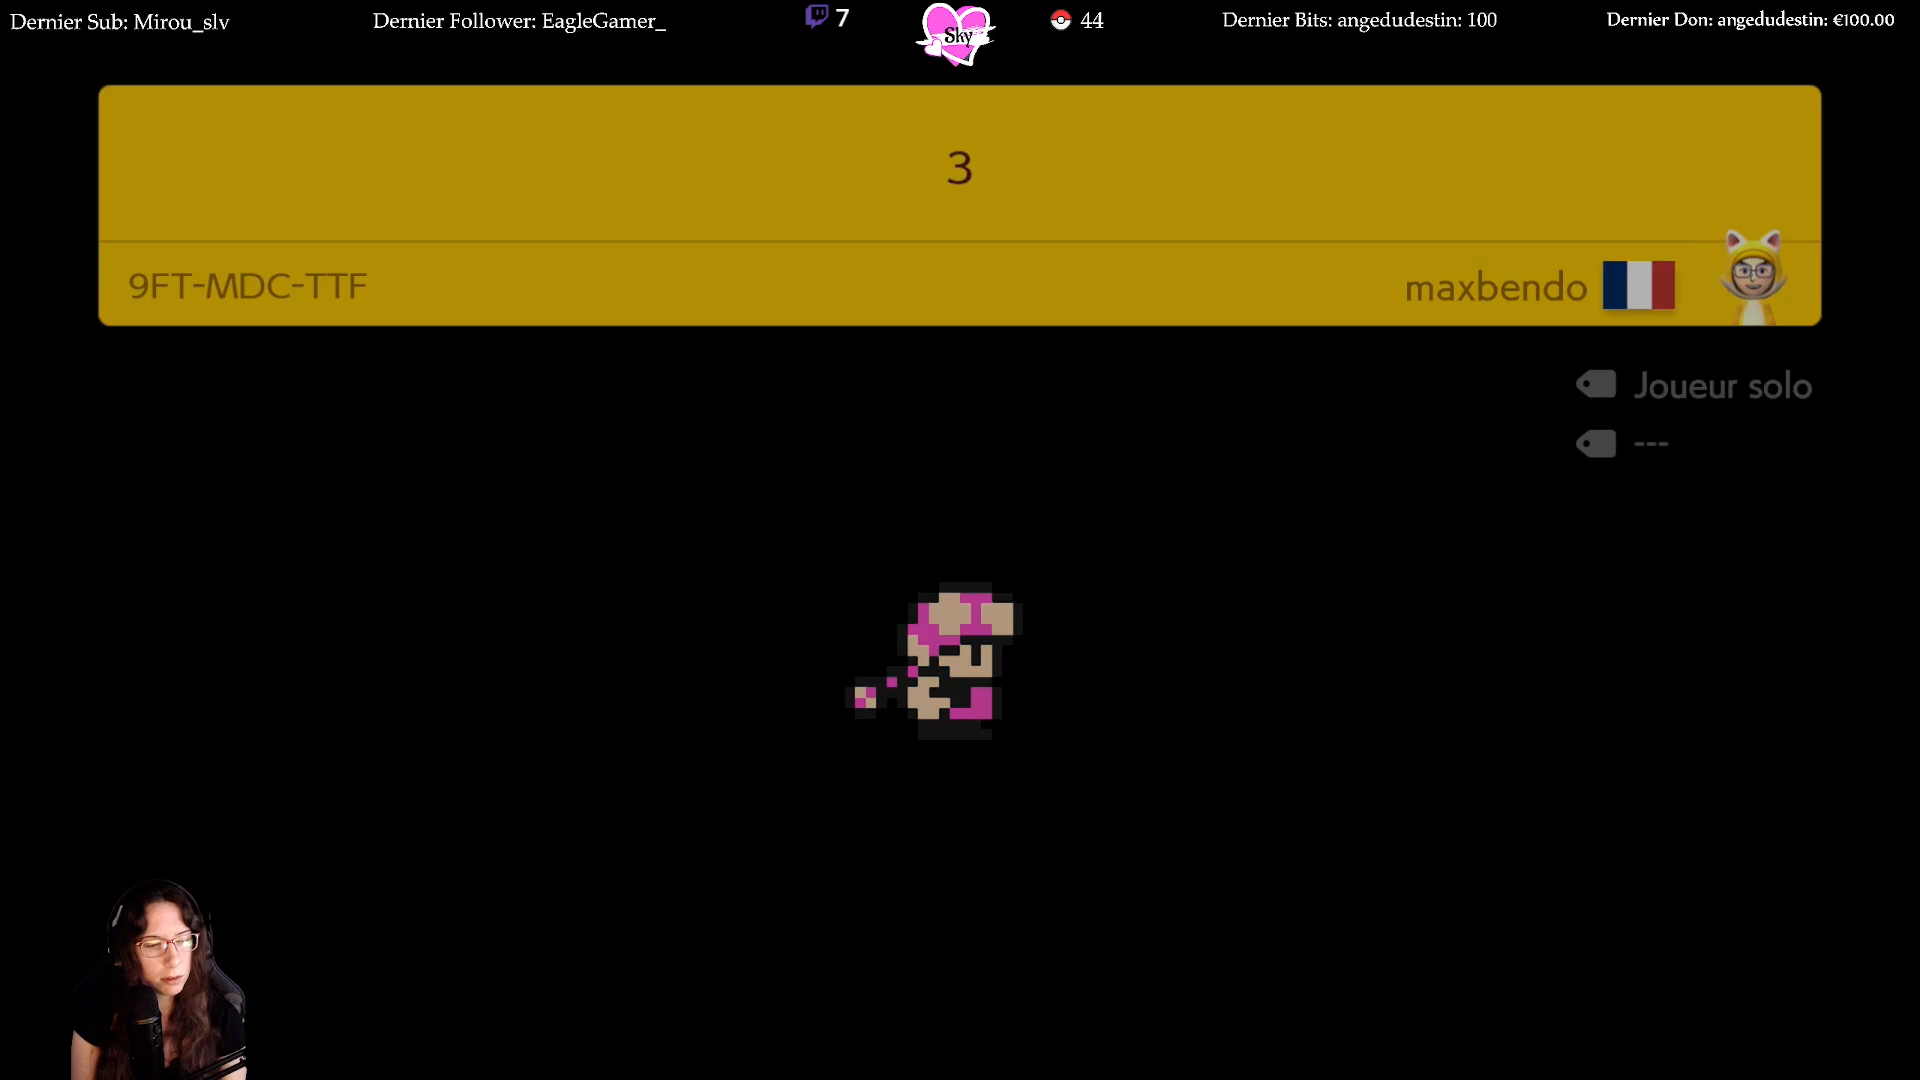 Dernier Sub: Mirou_slv
Dernier Follower: EagleGamer_
7
Sky
44
Dernier Bits: angedudestin: 100
Dernier Don: angedudestin: €100.00
3
9FT-MDC-TTF
maxbendo
Joueur solo
---